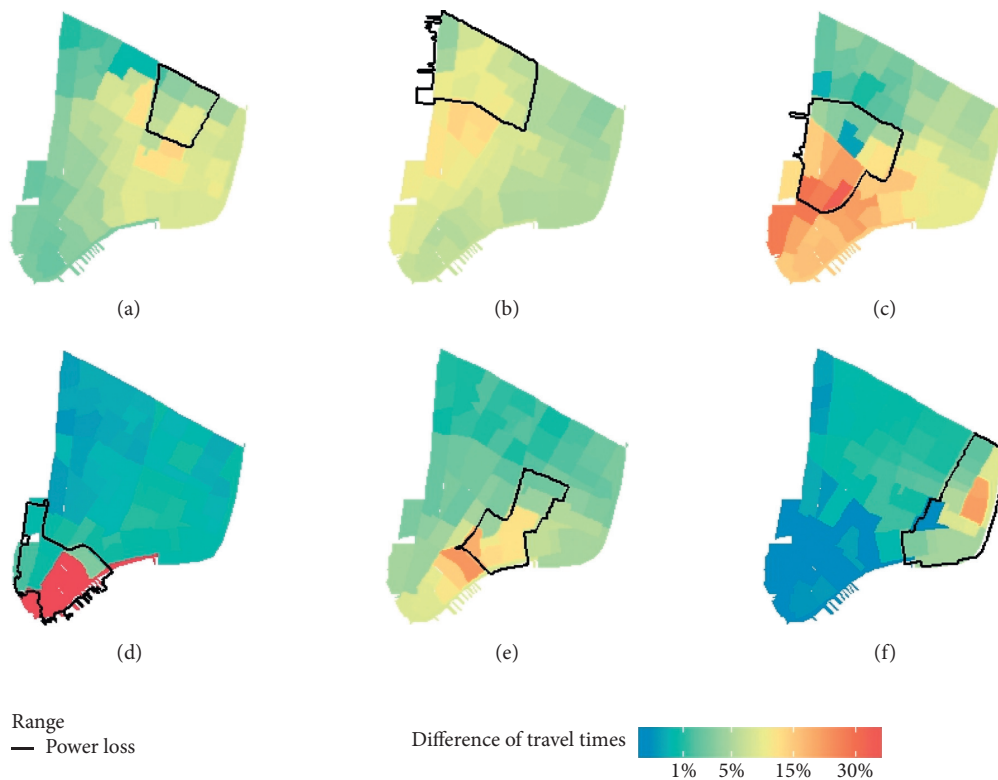 (a)
(b)
(c)
(d)
(e)
(f)
Range
Power loss
Difference of travel times
1% 5% 15% 30%